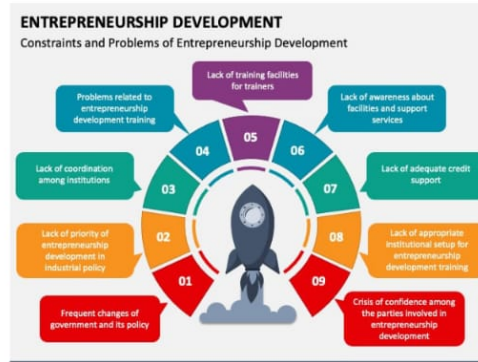 ENTREPRENEURSHIP DEVELOPMENT
Constraints and Problems of Entrepreneurship Development
Lack of training facilities
for trainers
Problems related to
entrepreneurship
development training
Lack of awareness about
facilities and support
services
05
04
06
Lack of coordination
among institutions
03
07
Lack of adequate credit
support
Lack of priority of
entrepreneurship
development in
industrial policy
02
08
Lack of appropriate
institutional setup for
entrepreneurship
development training
01
09
Frequent changes of
government and its policy
Crisis of confidence among
the parties involved in
entrepreneurship
development